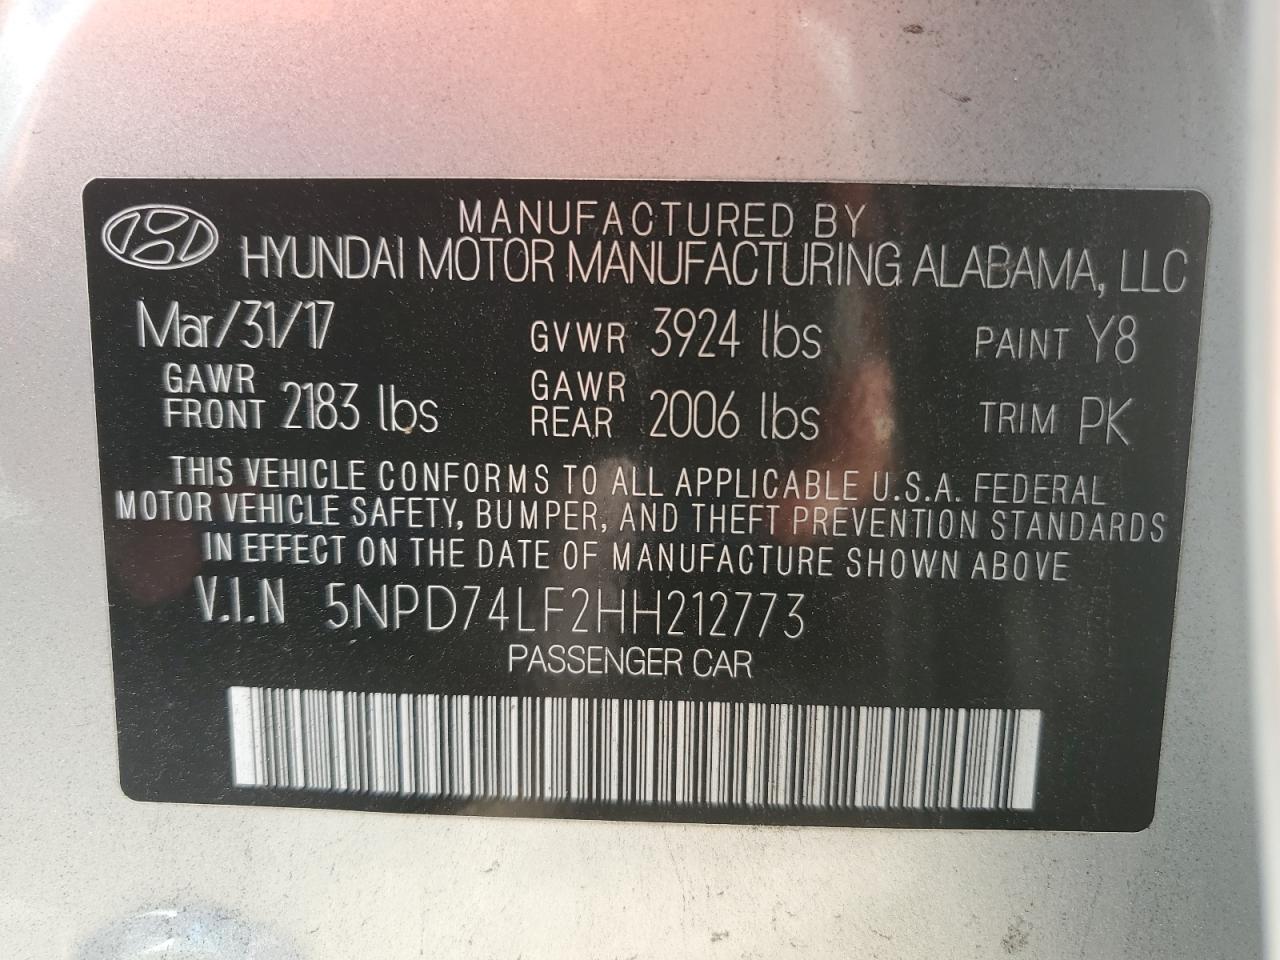 MANUFACTURED BY
HYUNDAI MOTOR MANUFACTURING ALABAMA, LLC
Mar/31/17 GVWR 3924 lbs PAINT Y8
GAWR FRONT 2183 lbs GAWR REAR 2006 lbs TRIM PK
THIS VEHICLE CONFORMS TO ALL APPLICABLE U.S.A. FEDERAL
MOTOR VEHICLE SAFETY, BUMPER, AND THEFT PREVENTION STANDARDS
IN EFFECT ON THE DATE OF MANUFACTURE SHOWN ABOVE
V.I.N 5NPD74LF2HH212773
PASSENGER CAR